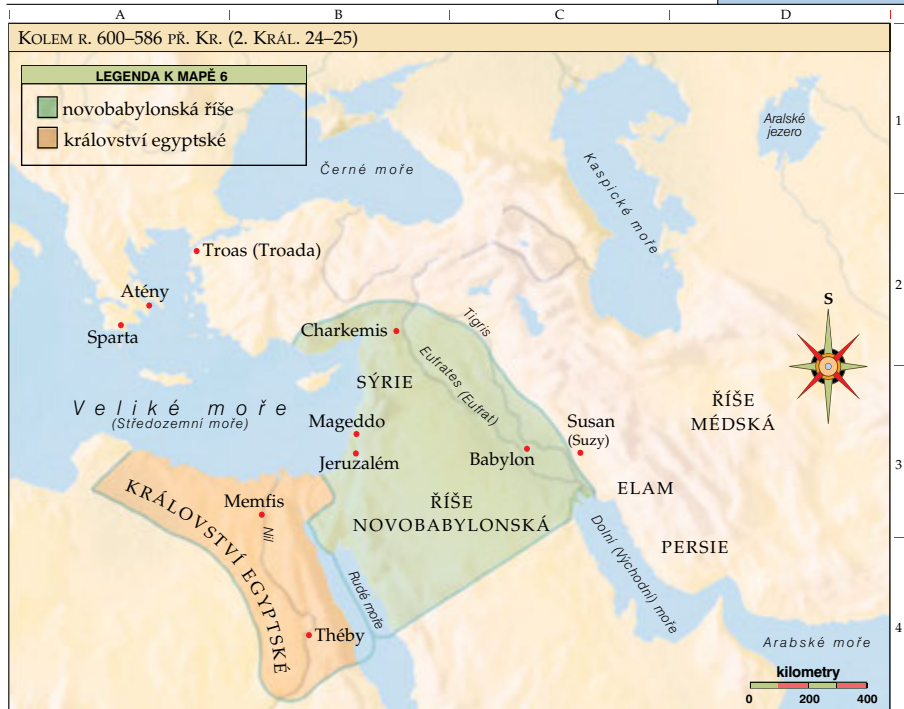 A B C D
KOLEM R. 600–586 PŘ. KR. (2. KRÁL. 24–25)
LEGENDA K MAPĚ 6
novobabylonská říše
království egyptské
1
Aralské
jezero
Černé moře
Kaspické moře
Troas (Troada)
2
Atény
S
Sparta
Charkemis
Tigris
Eufrates (Eufrat)
SÝRIE
Veliké moře
(Středozemní moře)
ŘÍŠE
MÉDSKÁ
Mageddo
Susan
(Suzy)
Jeruzalém
Babylon
3
KRÁLOVSTVÍ EGYPTSKÉ
Memfis
Nil
ELAM
ŘÍŠE
NOVOBABYLONSKÁ
Dolní (Východní) moře
PERSIE
Rudé moře
Théby
4
Arabské moře
kilometry
0 200 400